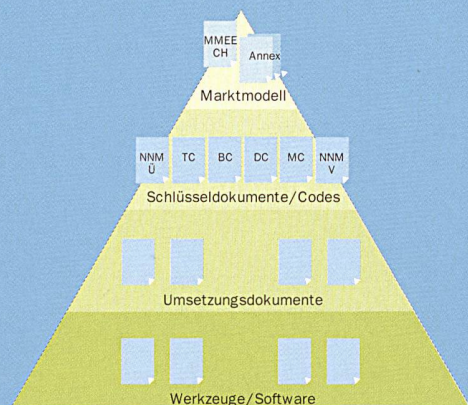 MMEE
CH
Annex
Marktmodell
NNM
Ü
TC
BC
DC
MC
NNM
V
Schlüsseldokumente/Codes
Umsetzungsdokumente
Werkzeuge/Software